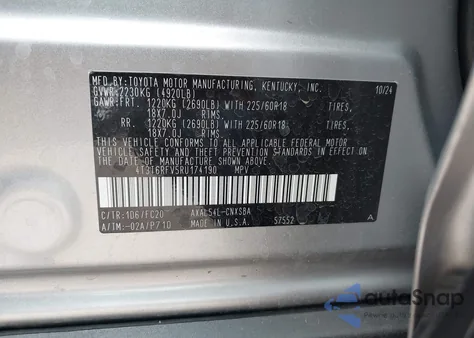 MFD.BY:TOYOTA MOTOR MANUFACTURING, KENTUCKY, INC. 10/24
GVWR:2230KG (4920LB)
GAWR:FRT. 1220KG (2690LB) WITH 225/60R18 TIRES,
18X7.0J RIMS.
RR. 1220KG (2690LB) WITH 225/60R18 TIRES,
18X7.0J RIMS.
THIS VEHICLE CONFORMS TO ALL APPLICABLE FEDERAL MOTOR
VEHICLE SAFETY AND THEFT PREVENTION STANDARDS IN
EFFECT ON THE DATE OF MANUFACTURE SHOWN ABOVE.
4T3T6RFV5RU174190 MPV
C/TR:1D6/FC20 AXAL54L-CNXSBA A
A/TM:-02A/P710 MADE IN U.S.A. 57552
autoSnap